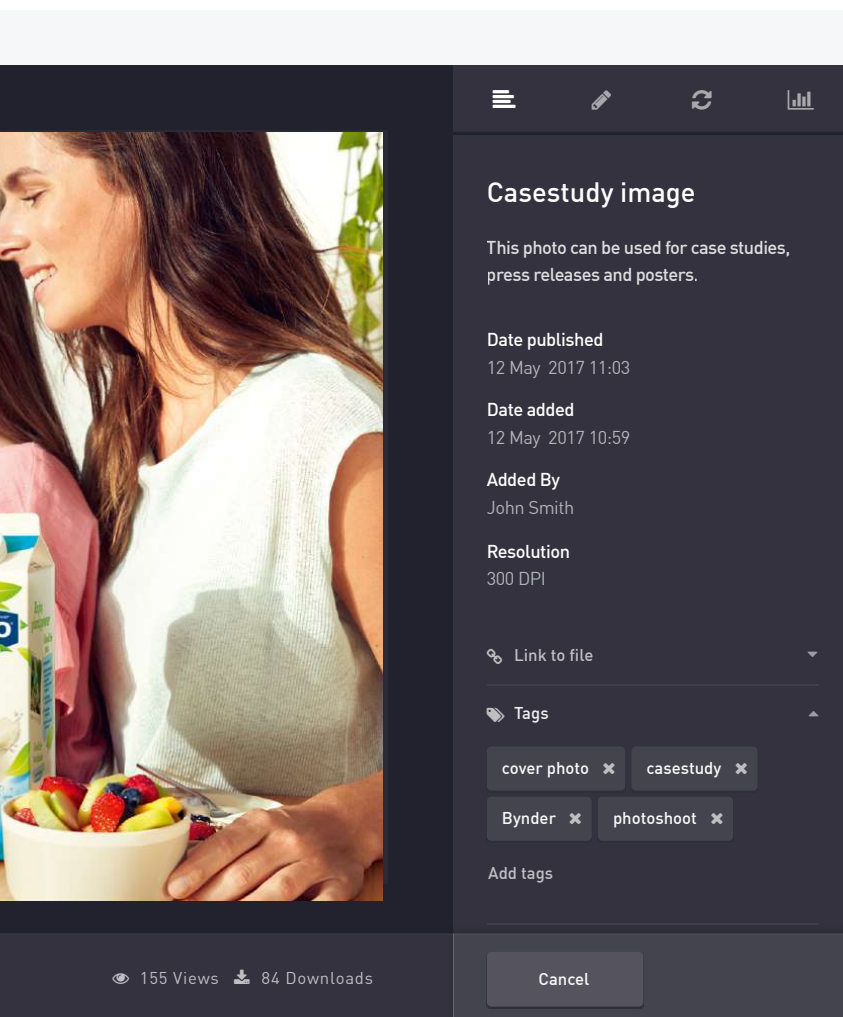 Casestudy image
This photo can be used for case studies,
press releases and posters.
Date published
12 May 2017 11:03
Date added
12 May 2017 10:59
Added By
John Smith
Resolution
300 DPI
Link to file
Tags
cover photo casestudy
Bynder photoshoot
Add tags
155 Views 84 Downloads
Cancel